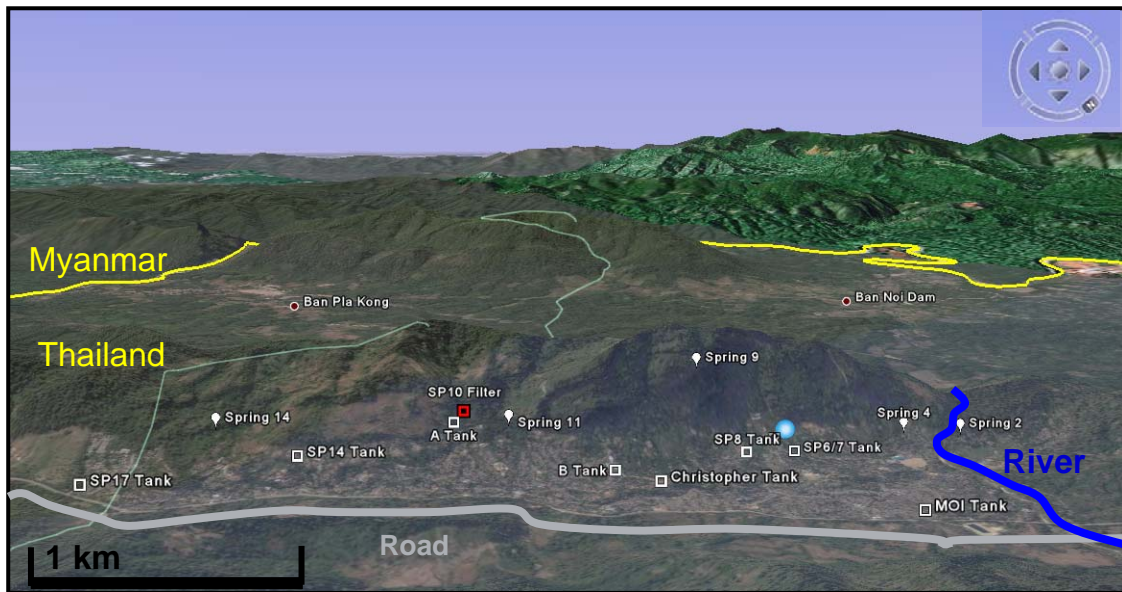 N
Myanmar
Ban Pla Kong
Ban Noi Dam
Thailand
Spring 9
SP10 Filter
Spring 14
A Tank
Spring 11
Spring 4
Spring 2
SP8 Tank
SP6/7 Tank
SP14 Tank
B Tank
Christopher Tank
River
SP17 Tank
MOI Tank
Road
1 km